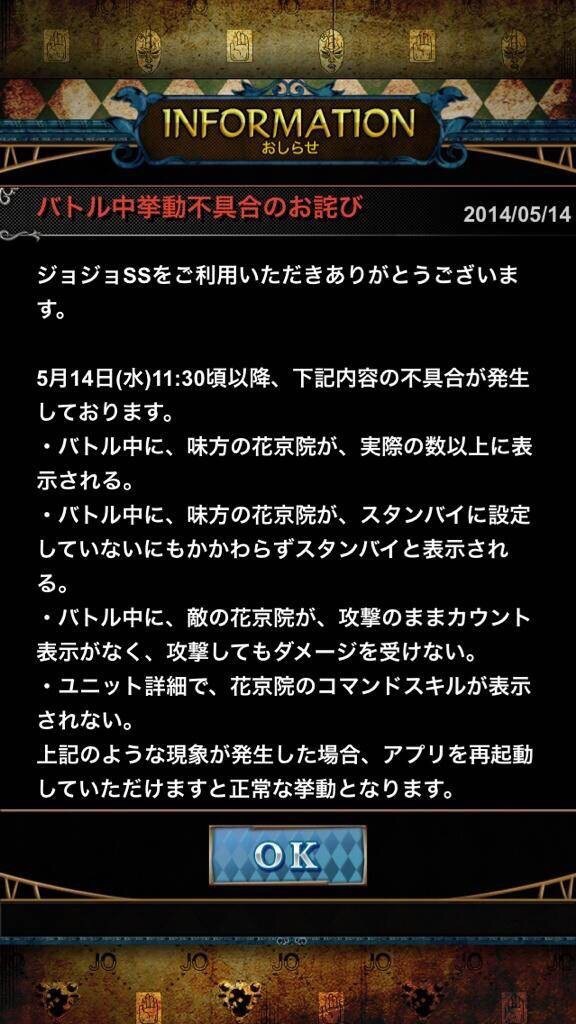 INFORMATION
おしらせ
バトル中挙動不具合のお詫び
2014/05/14
ジョジョSSをご利用いただきありがとうございま
す。
5月14日(水)11:30頃以降、下記内容の不具合が発生
しております。
・バトル中に、味方の花京院が、実際の数以上に表
示される。
・バトル中に、味方の花京院が、スタンバイに設定
していないにもかかわらずスタンバイと表示され
る。
・バトル中に、敵の花京院が、攻撃のままカウント
表示がなく、攻撃してもダメージを受けない。
・ユニット詳細で、花京院のコマンドスキルが表示
されない。
上記のような現象が発生した場合、アプリを再起動
していただけますと正常な挙動となります。
OK
JO JO JO JO JO